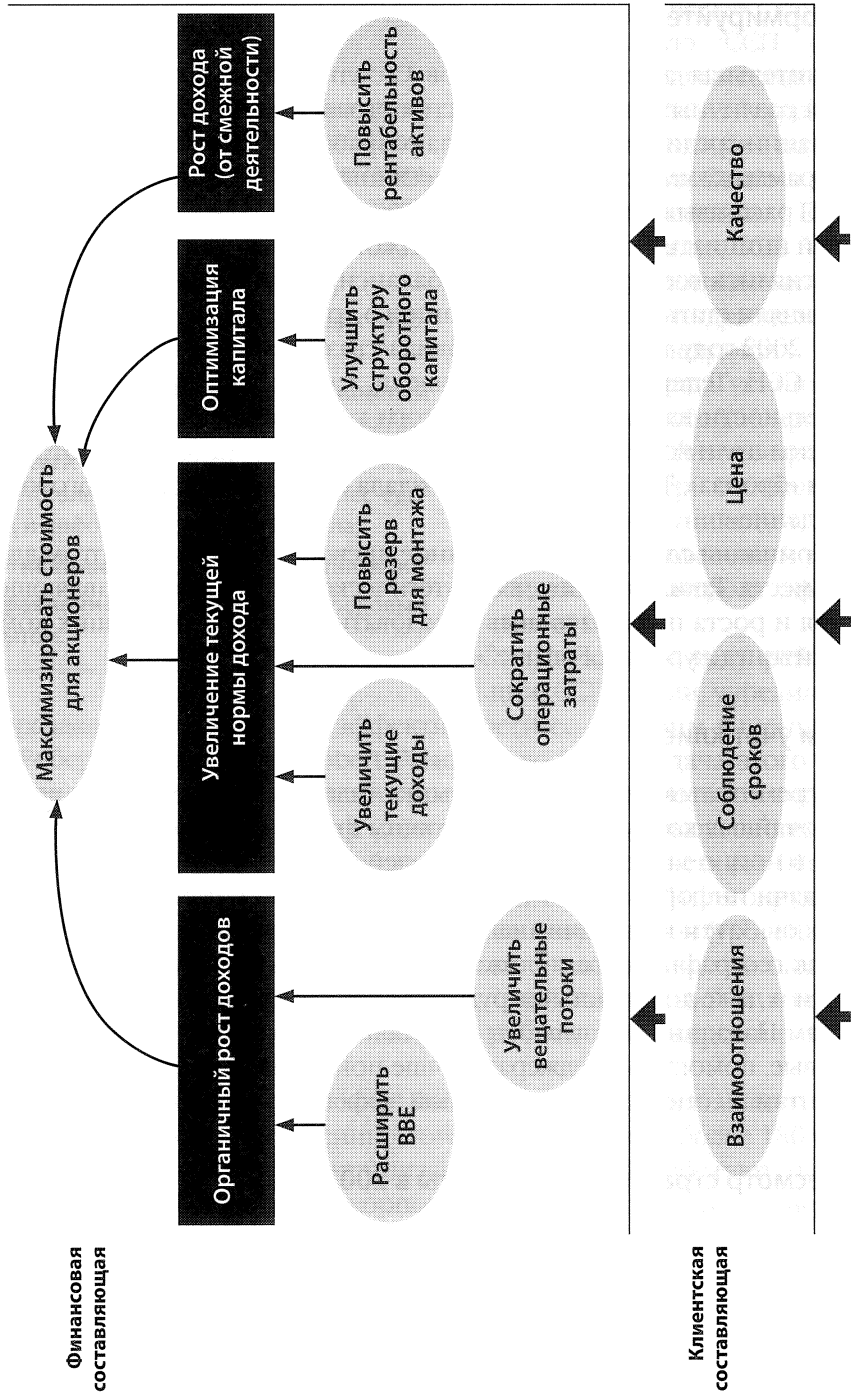 Финансовая
составляющая
Максимизировать стоимость
для акционеров
Органичный рост доходов
Увеличение текущей
нормы дохода
Оптимизация
капитала
Рост дохода
(от смежной
деятельности)
Расширить
BBE
Увеличить
вещательные
потоки
Увеличить
текущие
доходы
Сократить
операционные
затраты
Повысить
резерв
для монтажа
Улучшить
структуру
оборотного
капитала
Повысить
рентабельность
активов
Клиентская
составляющая
Взаимоотношения
Соблюдение
сроков
Цена
Качество